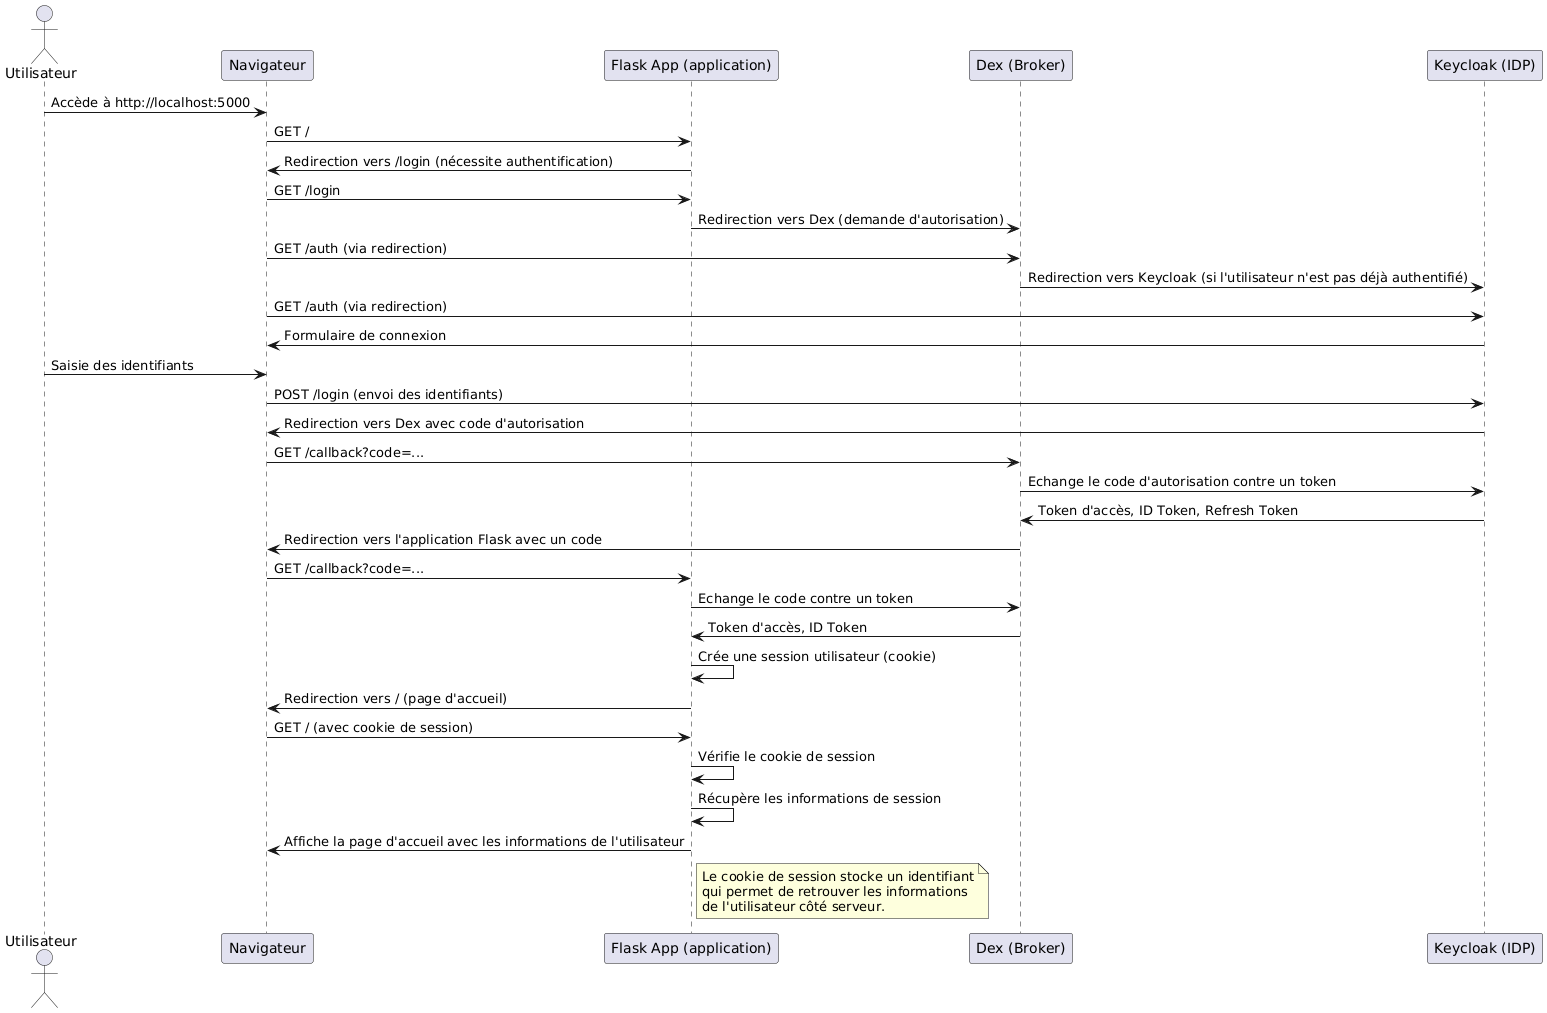 Utilisateur
Navigateur
Flask App (application)
Dex (Broker)
Keycloak (IDP)
Accède à http://localhost:5000
GET /
Redirection vers /login (nécessite authentification)
GET /login
Redirection vers Dex (demande d'autorisation)
GET /auth (via redirection)
Redirection vers Keycloak (si l'utilisateur n'est pas déjà authentifié)
GET /auth (via redirection)
Formulaire de connexion
Saisie des identifiants
POST /login (envoi des identifiants)
Redirection vers Dex avec code d'autorisation
GET /callback?code=...
Echange le code d'autorisation contre un token
Token d'accès, ID Token, Refresh Token
Redirection vers l'application Flask avec un code
GET /callback?code=...
Echange le code contre un token
Token d'accès, ID Token
Crée une session utilisateur (cookie)
Redirection vers / (page d'accueil)
GET / (avec cookie de session)
Vérifie le cookie de session
Récupère les informations de session
Affiche la page d'accueil avec les informations de l'utilisateur
Le cookie de session stocke un identifiant
qui permet de retrouver les informations
de l'utilisateur côté serveur.
Utilisateur
Navigateur
Flask App (application)
Dex (Broker)
Keycloak (IDP)